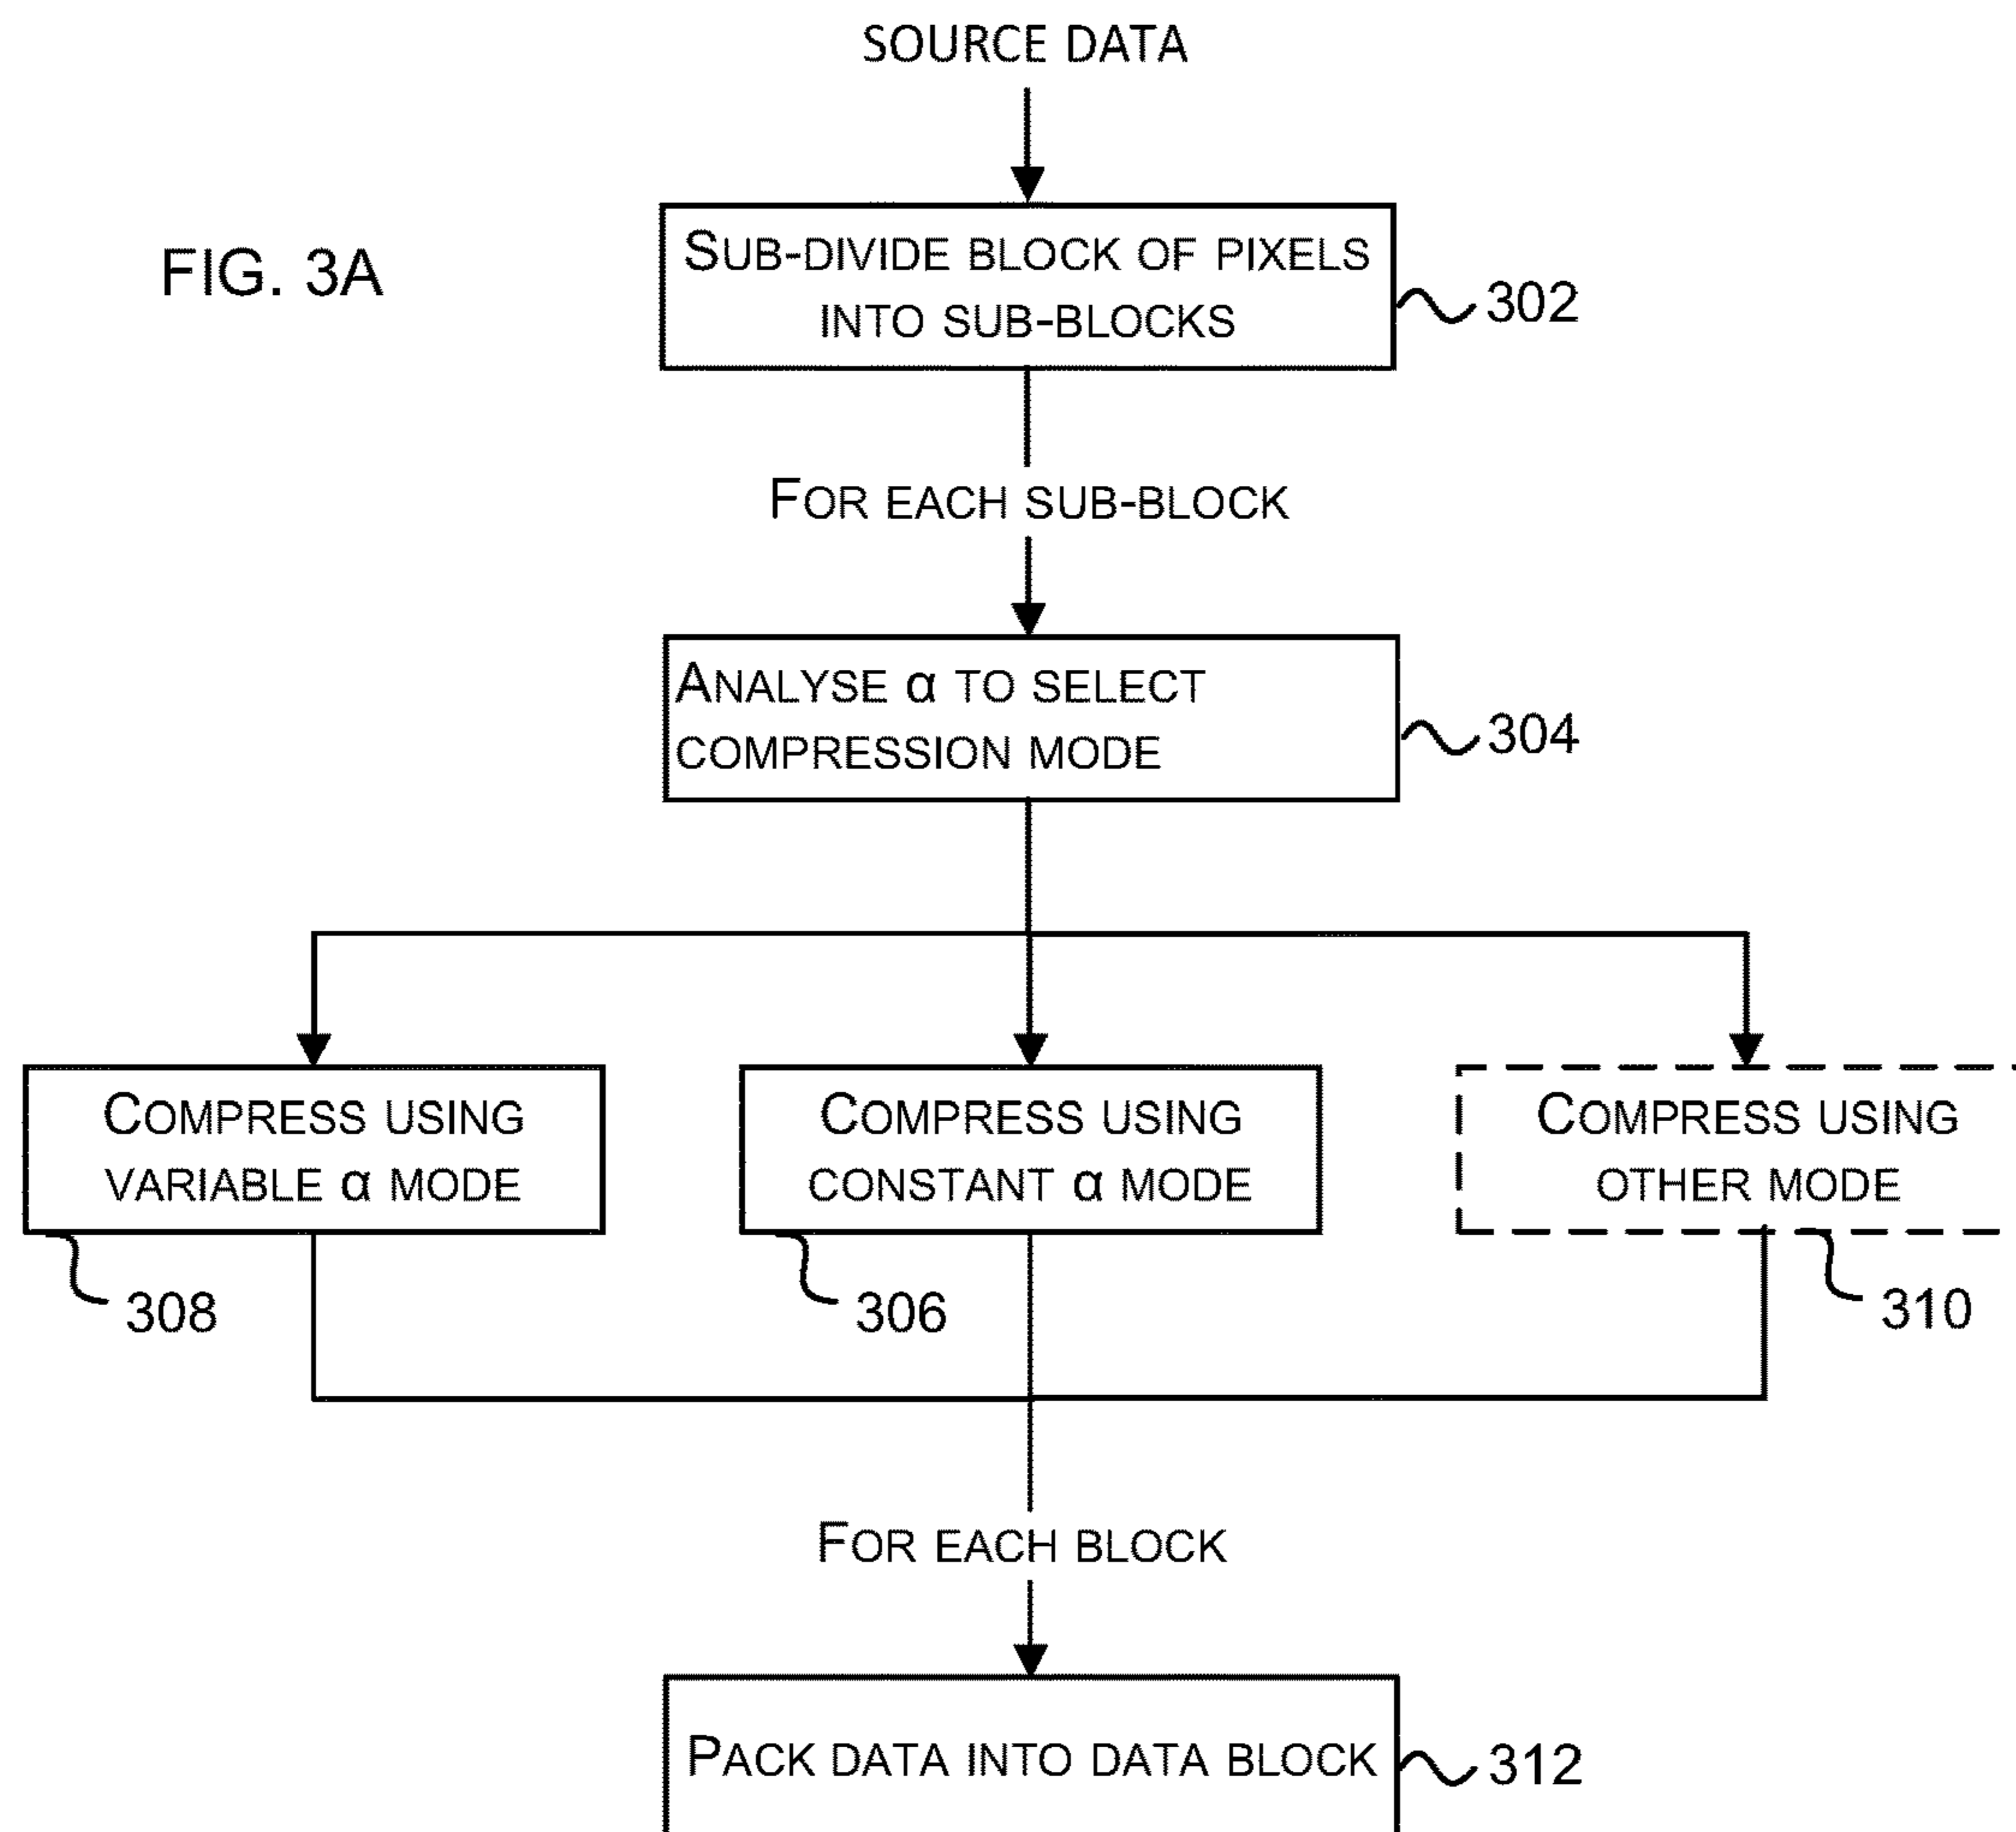 SOURCE DATA
FIG. 3A
SUB-DIVIDE BLOCK OF PIXELS
INTO SUB-BLOCKS
302
FOR EACH SUB-BLOCK
ANALYSE α TO SELECT
COMPRESSION MODE
304
COMPRESS USING
VARIABLE α MODE
308
COMPRESS USING
CONSTANT α MODE
306
COMPRESS USING
OTHER MODE
310
FOR EACH BLOCK
PACK DATA INTO DATA BLOCK
312